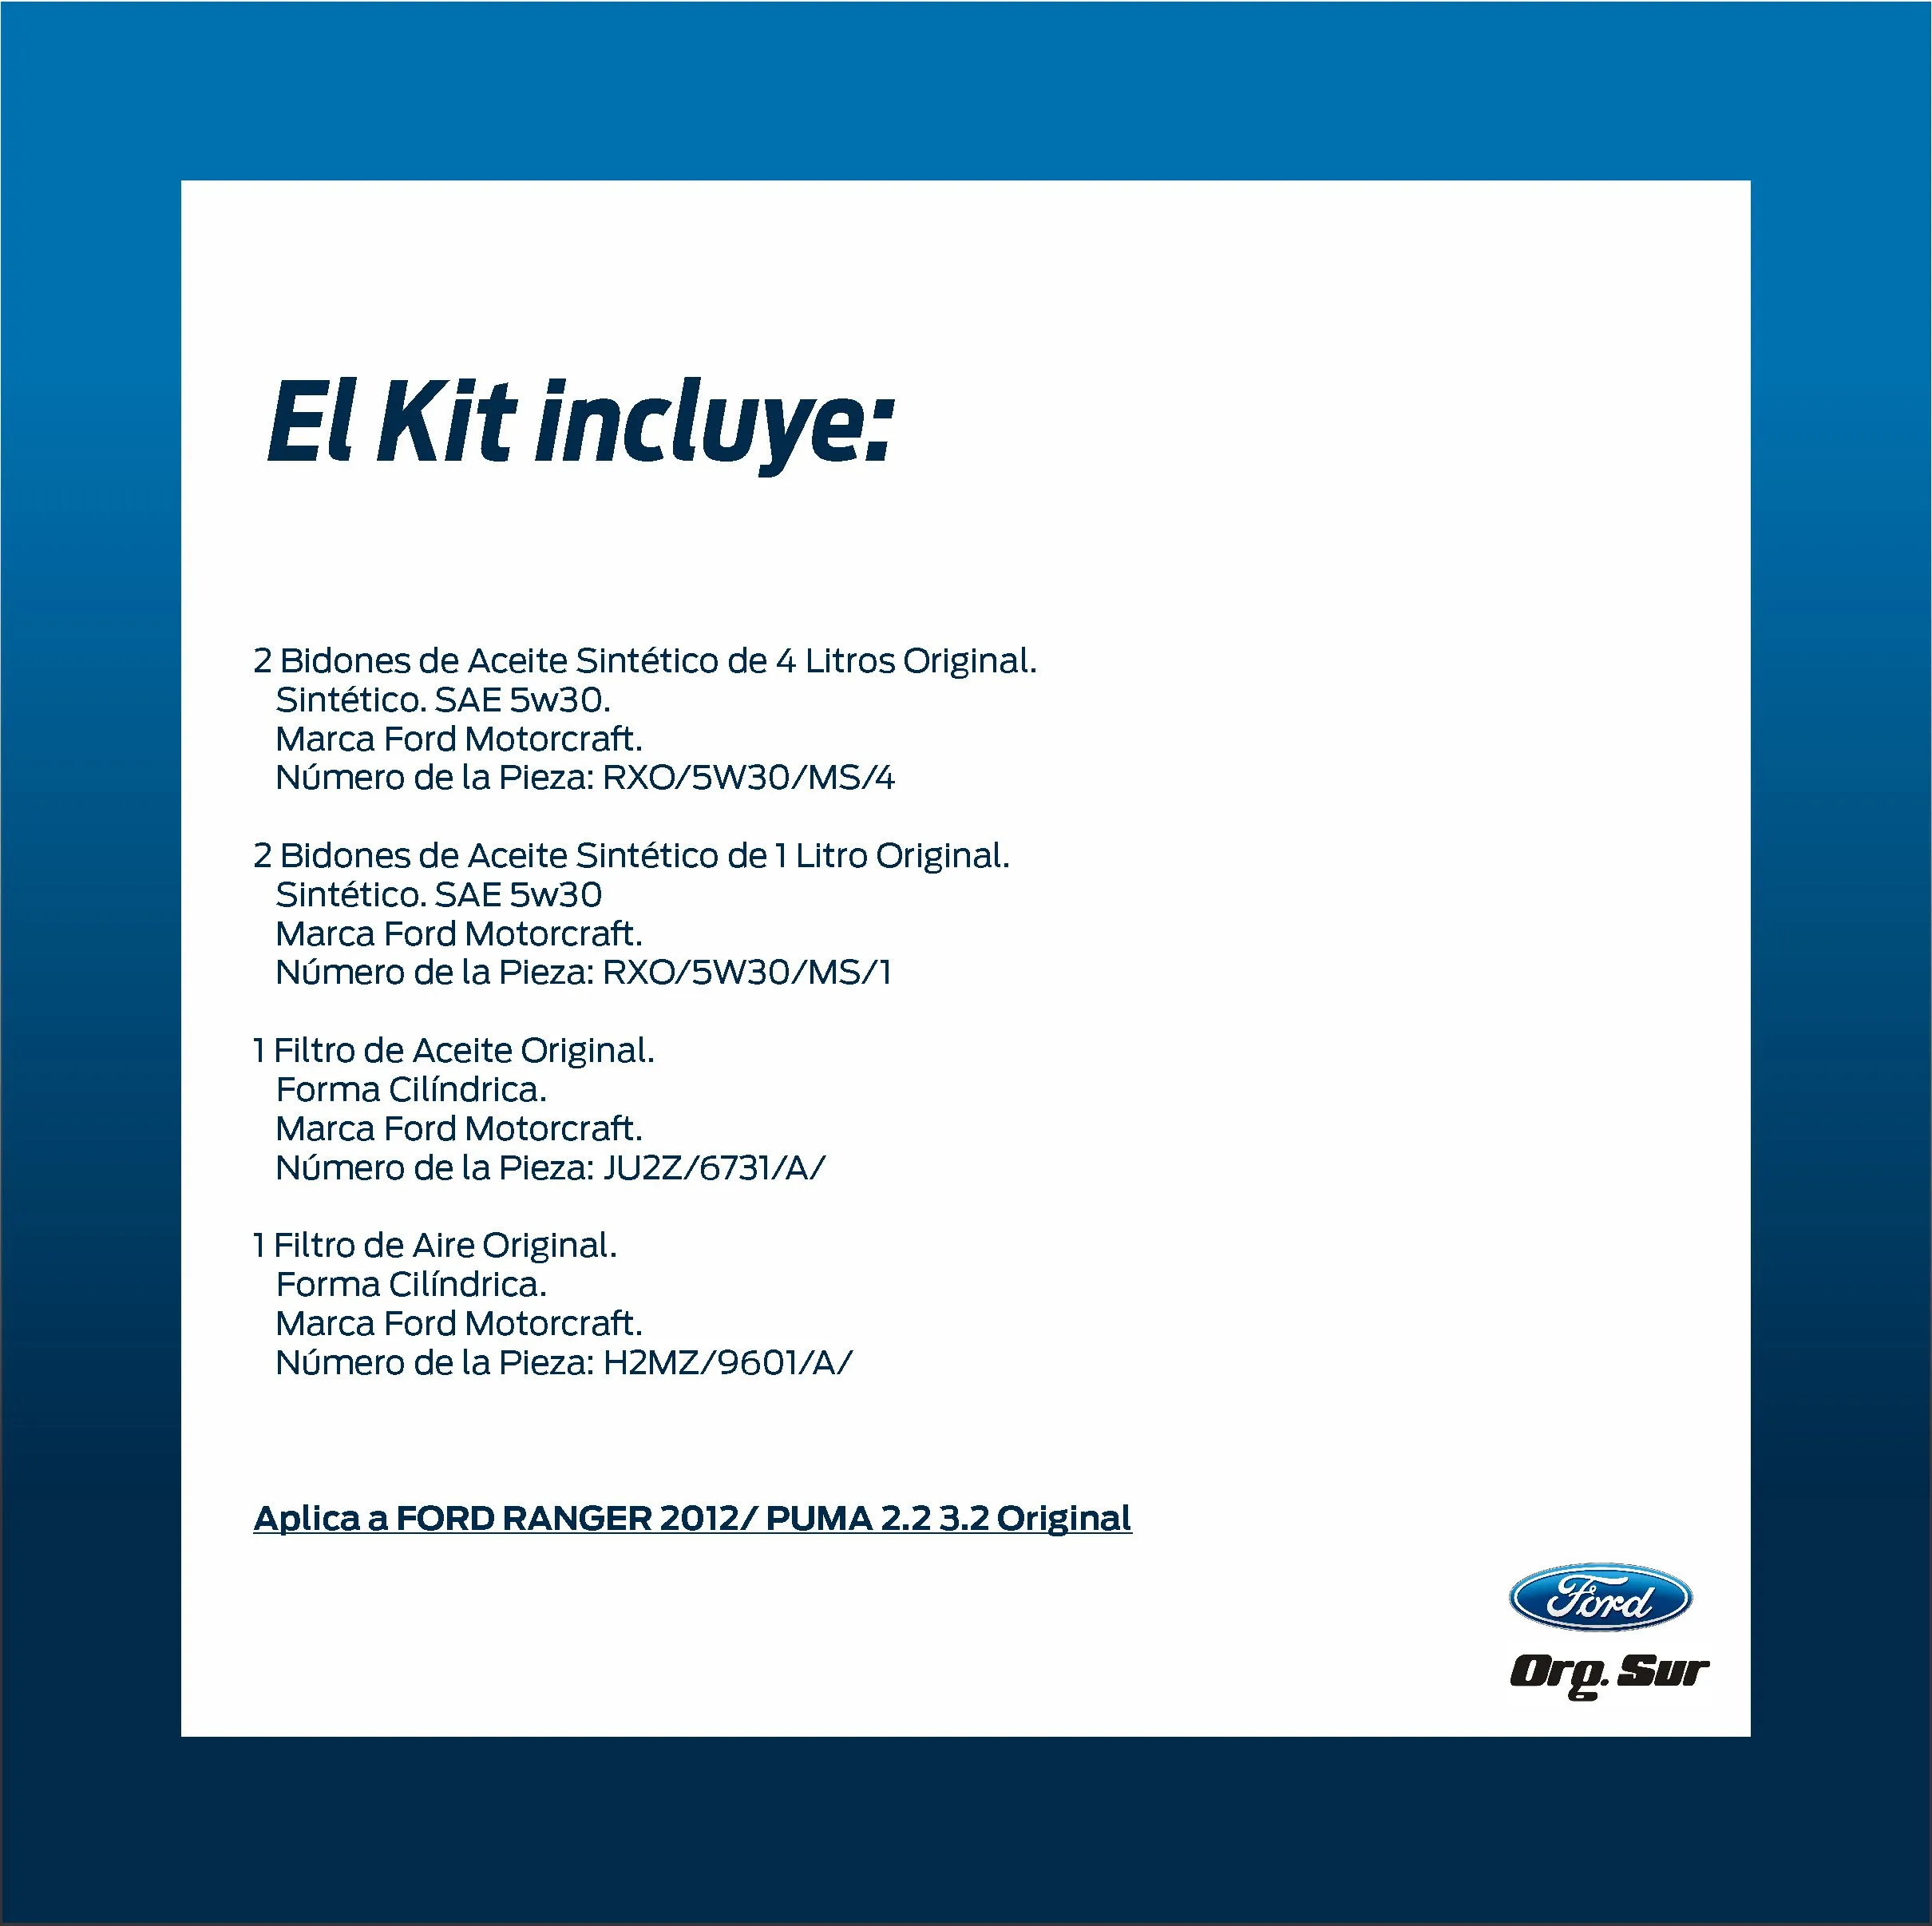 El Kit incluye:
2 Bidones de Aceite Sintético de 4 Litros Original.
Sintético. SAE 5w30.
Marca Ford Motorcraft.
Número de la Pieza: RXO/5W30/MS/4
2 Bidones de Aceite Sintético de 1 Litro Original.
Sintético. SAE 5w30
Marca Ford Motorcraft.
Número de la Pieza: RXO/5W30/MS/1
1 Filtro de Aceite Original.
Forma Cilíndrica.
Marca Ford Motorcraft.
Número de la Pieza: JU2Z/6731/A/
1 Filtro de Aire Original.
Forma Cilíndrica.
Marca Ford Motorcraft.
Número de la Pieza: H2MZ/9601/A/
Aplica a FORD RANGER 2012/ PUMA 2.2 3.2 Original
Ford
Org. Sur